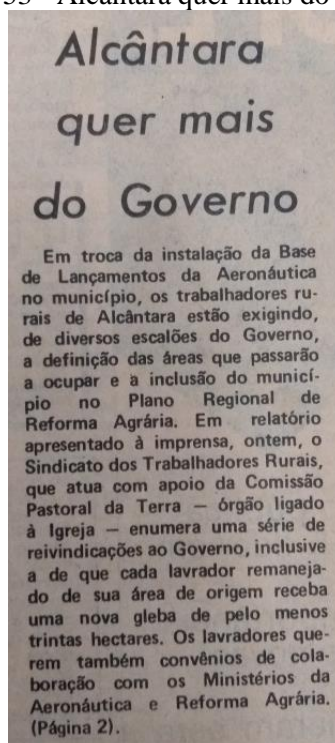 Alcântara
quer mais
do Governo
Em troca da instalação da Base
de Lançamentos da Aeronáutica
no município, os trabalhadores ru-
rais de Alcântara estão exigindo,
de diversos escalões do Governo,
a definição das áreas que passarão
a ocupar e a inclusão do municí-
pio no Plano Regional de
Reforma Agrária. Em relatório
apresentado à imprensa, ontem, o
Sindicato dos Trabalhadores Rurais,
que atua com apoio da Comissão
Pastoral da Terra — órgão ligado
à Igreja — enumera uma série de
reivindicações ao Governo, inclusive
a de que cada lavrador remaneja-
do de sua área de origem receba
uma nova gleba de pelo menos
trintas hectares. Os lavradores que-
rem também convênios de cola-
boração com os Ministérios da
Aeronáutica e Reforma Agrária.
(Página 2).